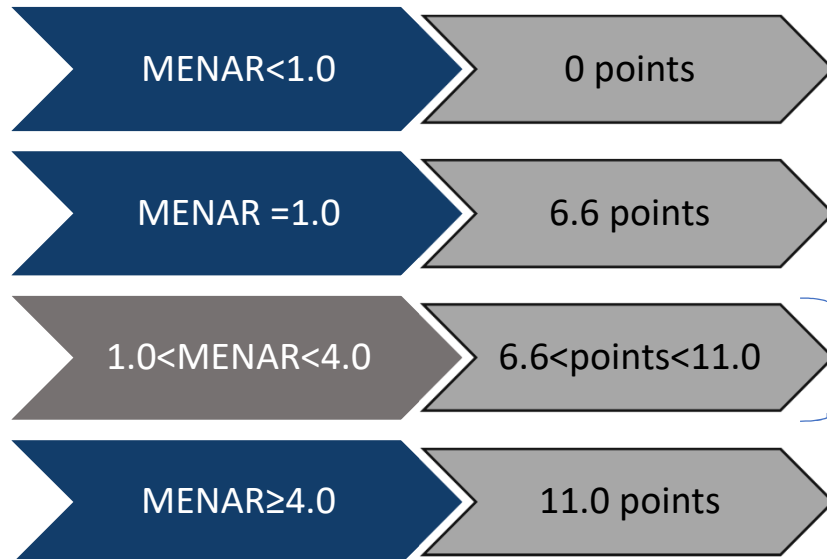 MENAR<1.0
0 points
MENAR =1.0
6.6 points
1.0<MENAR<4.0
6.6<points<11.0
MENAR≥4.0
11.0 points